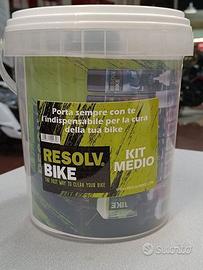 Porta sempre con te
l'indispensabile per la cura
della tua bike
RESOLV
BIKE
THE FAST WAY TO CLEAN YOUR BIKE
KIT
MEDIO
BIKE
subito